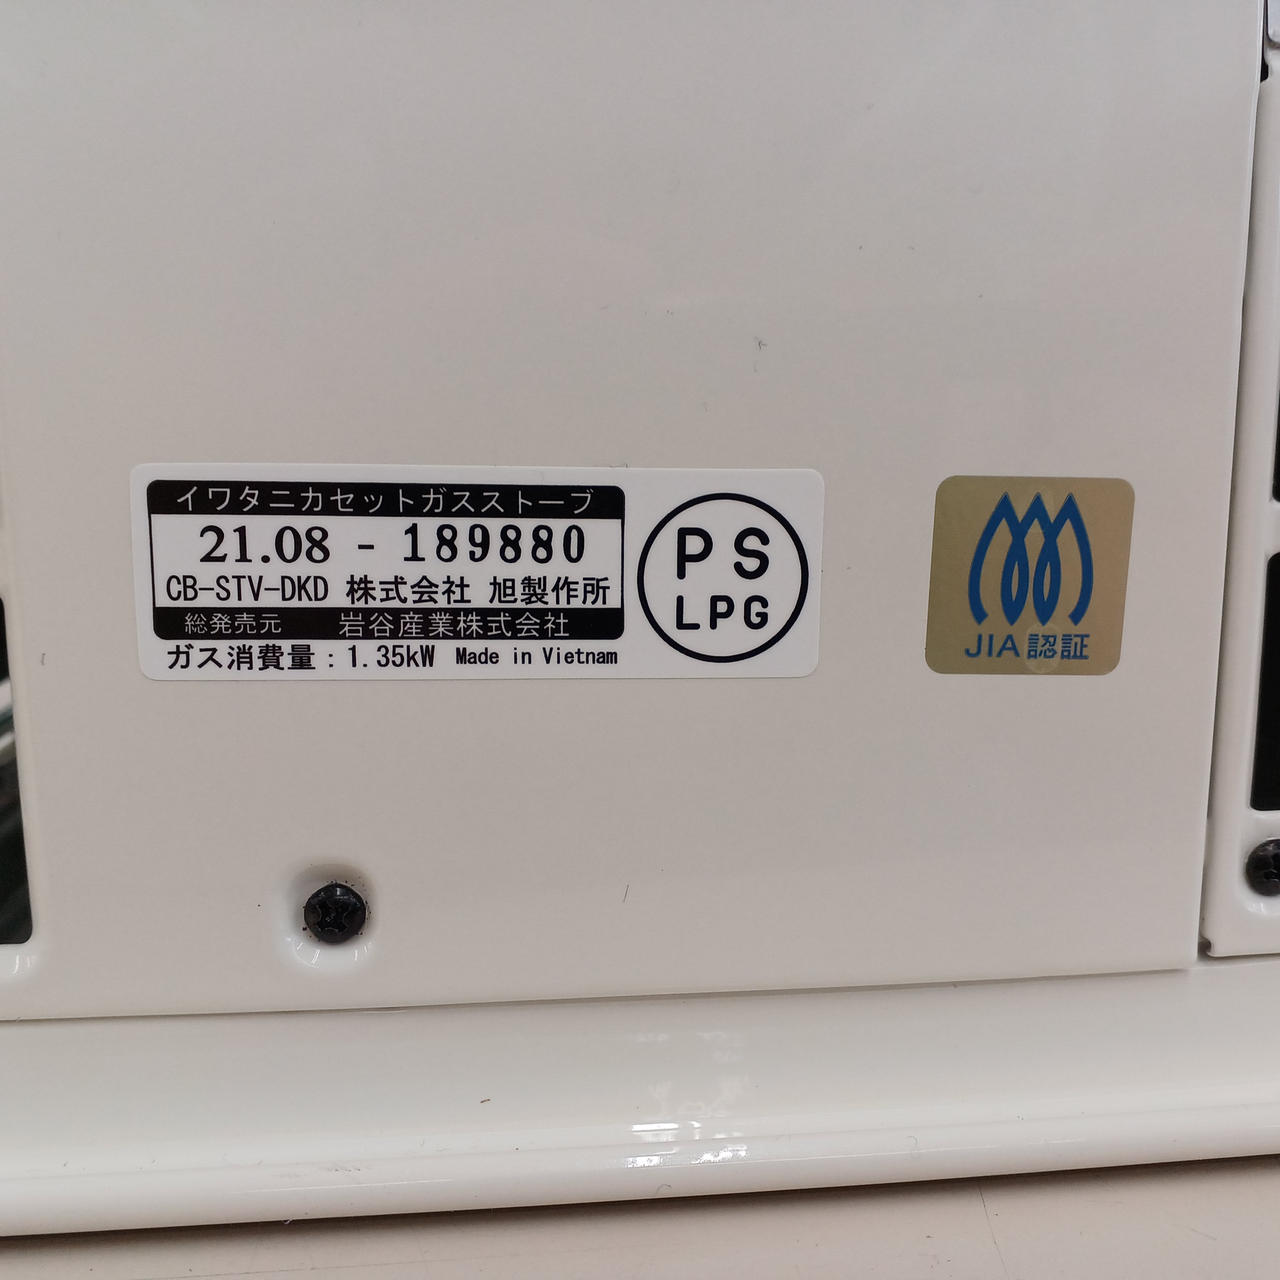 イワタニカセットガスストーブ
21.08 - 189880
CB-STV-DKD 株式会社 旭製作所
総発売元 岩谷産業株式会社
ガス消費量:1.35kW Made in Vietnam
PS
LPG
JIA認証